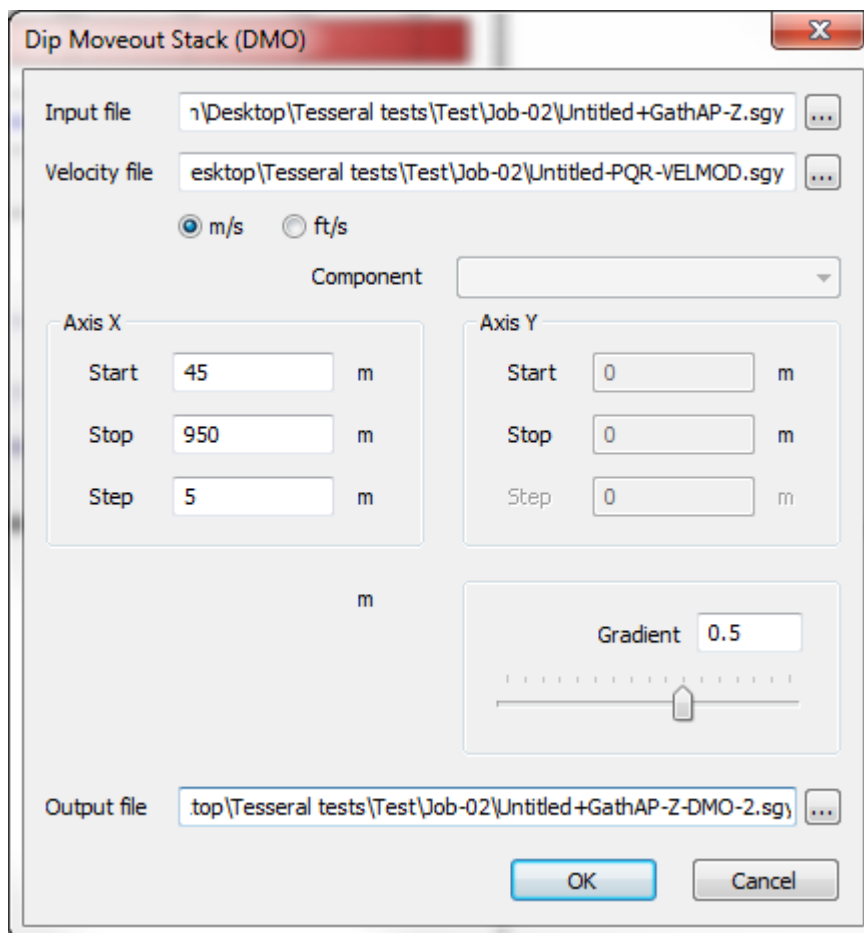 Dip Moveout Stack (DMO)
Input file
ı\Desktop\Tesseral tests\Test\Job-02\Untitled+GathAP-Z.sgy
...
Velocity file
esktop\Tesseral tests\Test\Job-02\Untitled-PQR-VELMOD.sgy
...
m/s
ft/s
Component
Axis X
Start
45
m
Stop
950
m
Step
5
m
Axis Y
Start
0
m
Stop
0
m
Step
0
m
m
Gradient
0.5
Output file
.top\Tesseral tests\Test\Job-02\Untitled+GathAP-Z-DMO-2.sgy
...
OK
Cancel